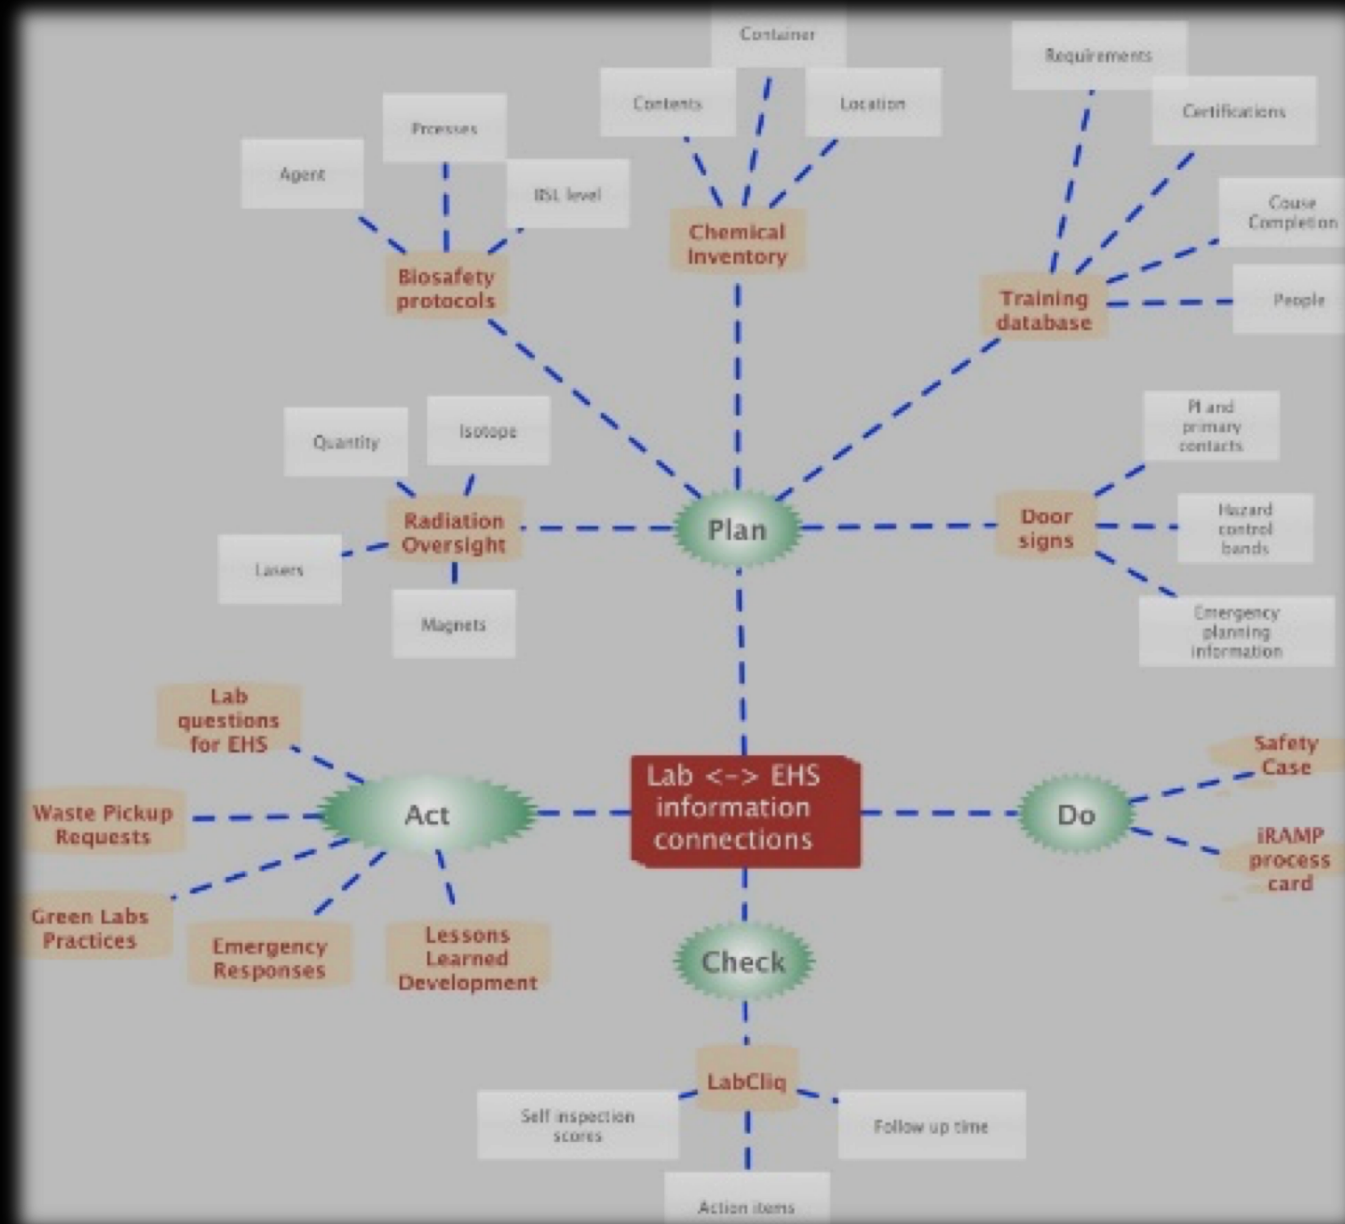 Container
Contents
Location
Requirements
Certifications
Prcesses
Agent
BSL level
Chemical
Inventory
Couse
Completion
Biosafety
protocols
Training
database
People
Quantity
Isotope
PI and
primary
contacts
Radiation
Oversight
Plan
Door
signs
Hazard
control
bands
Lasers
Magnets
Emergency
planning
information
Lab
questions
for EHS
Safety
Case
Waste Pickup
Requests
Act
Lab <-> EHS
information
connections
Do
iRAMP
process
card
Green Labs
Practices
Emergency
Responses
Lessons
Learned
Development
Check
LabCliq
Self inspection
scores
Follow up time
Action items